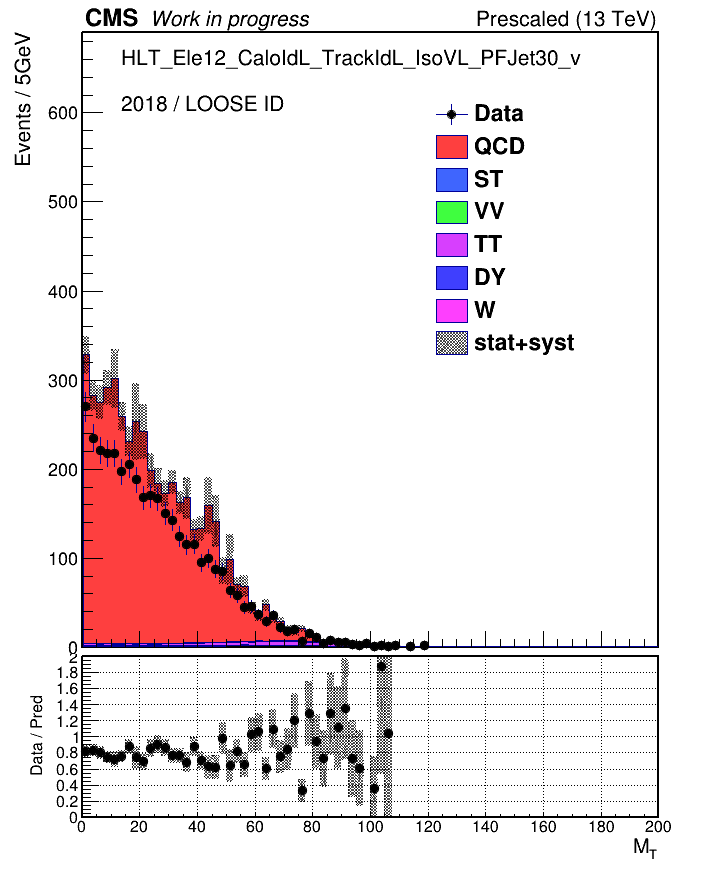 CMS Work in progress Prescaled (13 TeV)
Events / 5GeV
HLT_Ele12_CaloIdL_TrackIdL_IsoVL_PFJet30_v
2018 / LOOSE ID
Data
QCD
ST
VV
TT
DY
W
stat+syst
600
500
400
300
200
100
0
Data / Pred
2
1.8
1.6
1.4
1.2
1
0.8
0.6
0.4
0.2
0
0 20 40 60 80 100 120 140 160 180 200
M_T